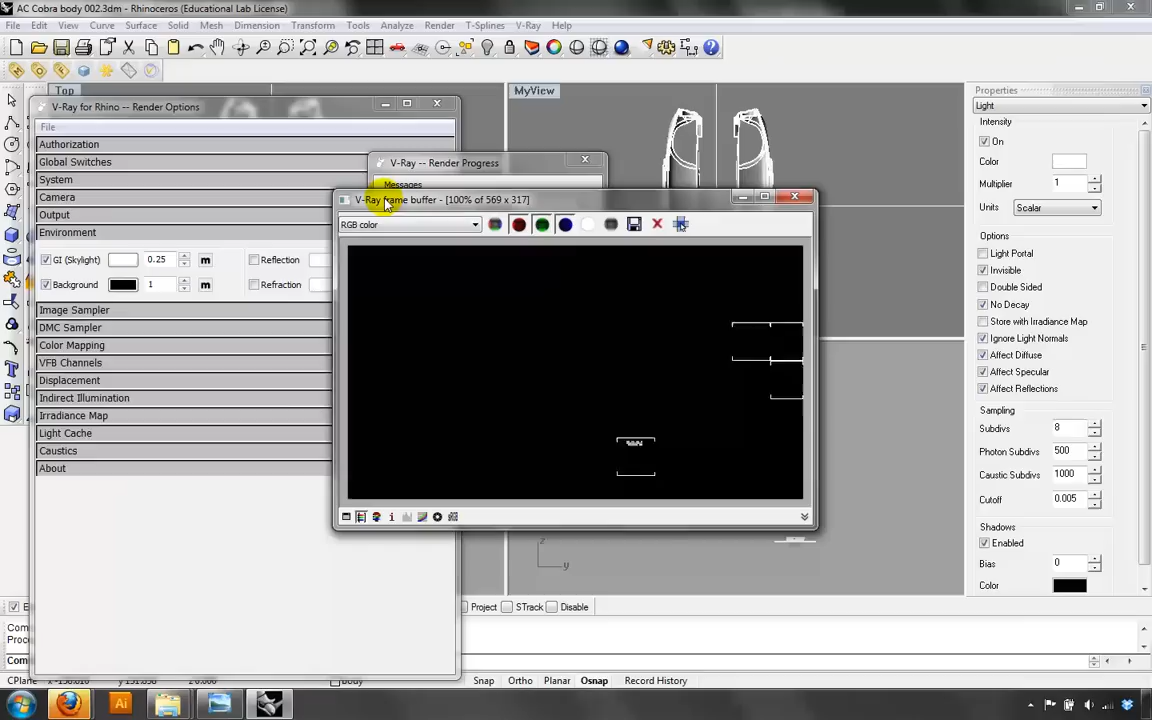 AC Cobra body 002.3dm - Rhinoceros (Educational Lab License)
File Edit View Curve Surface Solid Mesh Dimension Transform Tools Analyze Render T-Splines V-Ray Help
Top
MyView
Properties
V-Ray for Rhino -- Render Options
File
Authorization
Global Switches
System
Camera
Output
Environment
GI (Skylight) 0.25 m Reflection
Background 1 m Refraction
Image Sampler
DMC Sampler
Color Mapping
VFB Channels
Displacement
Indirect Illumination
Irradiance Map
Light Cache
Caustics
About
V-Ray -- Render Progress
Messages
V-Ray frame buffer - [100% of 569 x 317]
RGB color
z
y
Light
Intensity
On
Color
Multiplier 1
Units Scalar
Options
Light Portal
Invisible
Double Sided
No Decay
Store with Irradiance Map
Ignore Light Normals
Affect Diffuse
Affect Specular
Affect Reflections
Sampling
Subdivs 8
Photon Subdivs 500
Caustic Subdivs 1000
Cutoff 0.005
Shadows
Enabled
Bias 0
Color
Project STrack Disable
CPlane
Snap Ortho Planar Osnap Record History
Ai